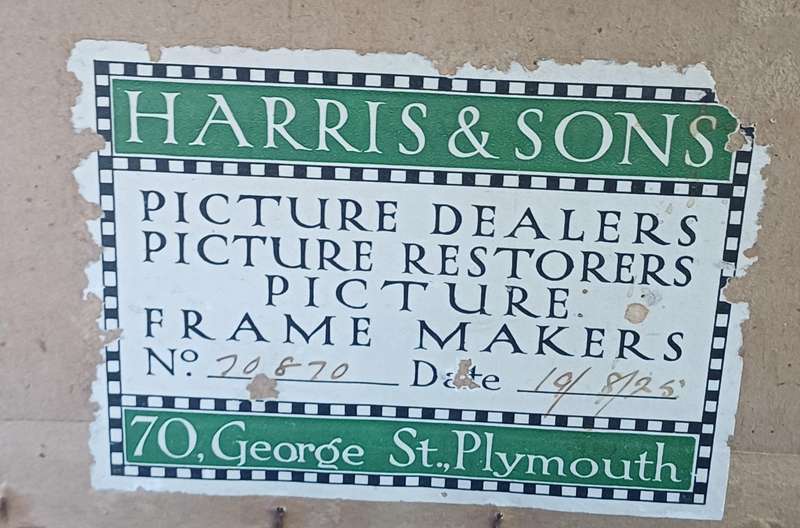 HARRIS & SONS
PICTURE DEALERS
PICTURE RESTORERS
PICTURE
FRAME MAKERS
No. 20870 Date 19/8/25
70, George St., Plymouth